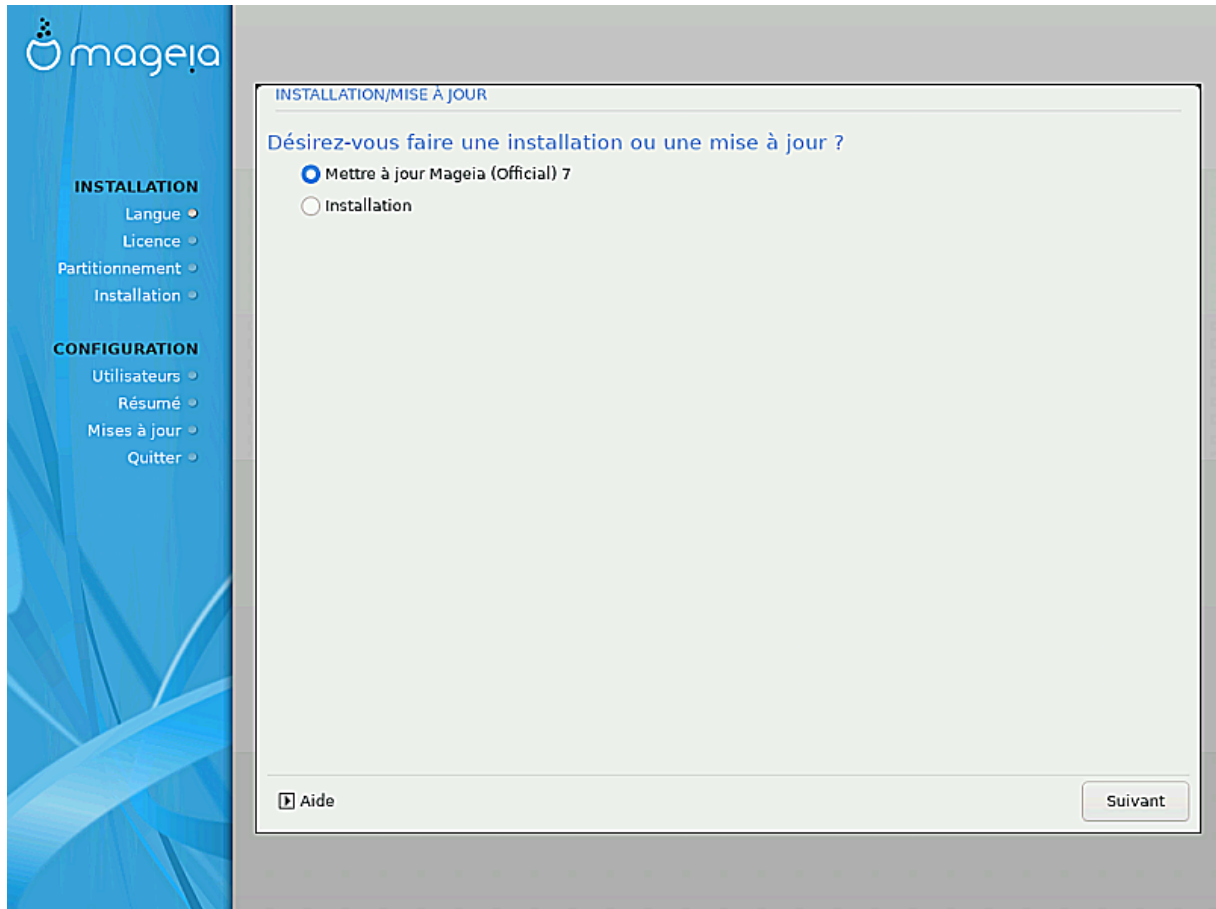 mageia
INSTALLATION
Langue
Licence
Partitionnement
Installation
CONFIGURATION
Utilisateurs
Résumé
Mises à jour
Quitter
INSTALLATION/MISE À JOUR
Désirez-vous faire une installation ou une mise à jour ?
Mettre à jour Mageia (Official) 7
Installation
Aide
Suivant